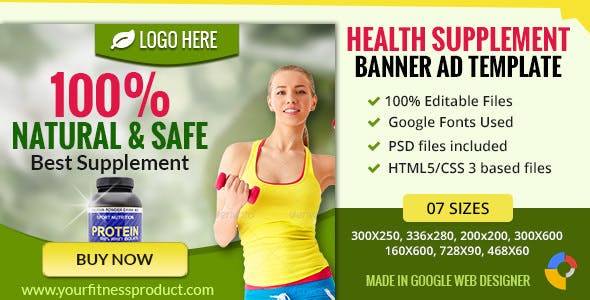 LOGO HERE
100%
NATURAL & SAFE
Best Supplement
SPORT NUTRITION
PROTEIN
BUY NOW
www.yourfitnessproduct.com
HEALTH SUPPLEMENT
BANNER AD TEMPLATE
100% Editable Files
Google Fonts Used
PSD files included
HTML5/CSS 3 based files
07 SIZES
300X250, 336x280, 200x200, 300X600
160X600, 728X90, 468X60
MADE IN GOOGLE WEB DESIGNER